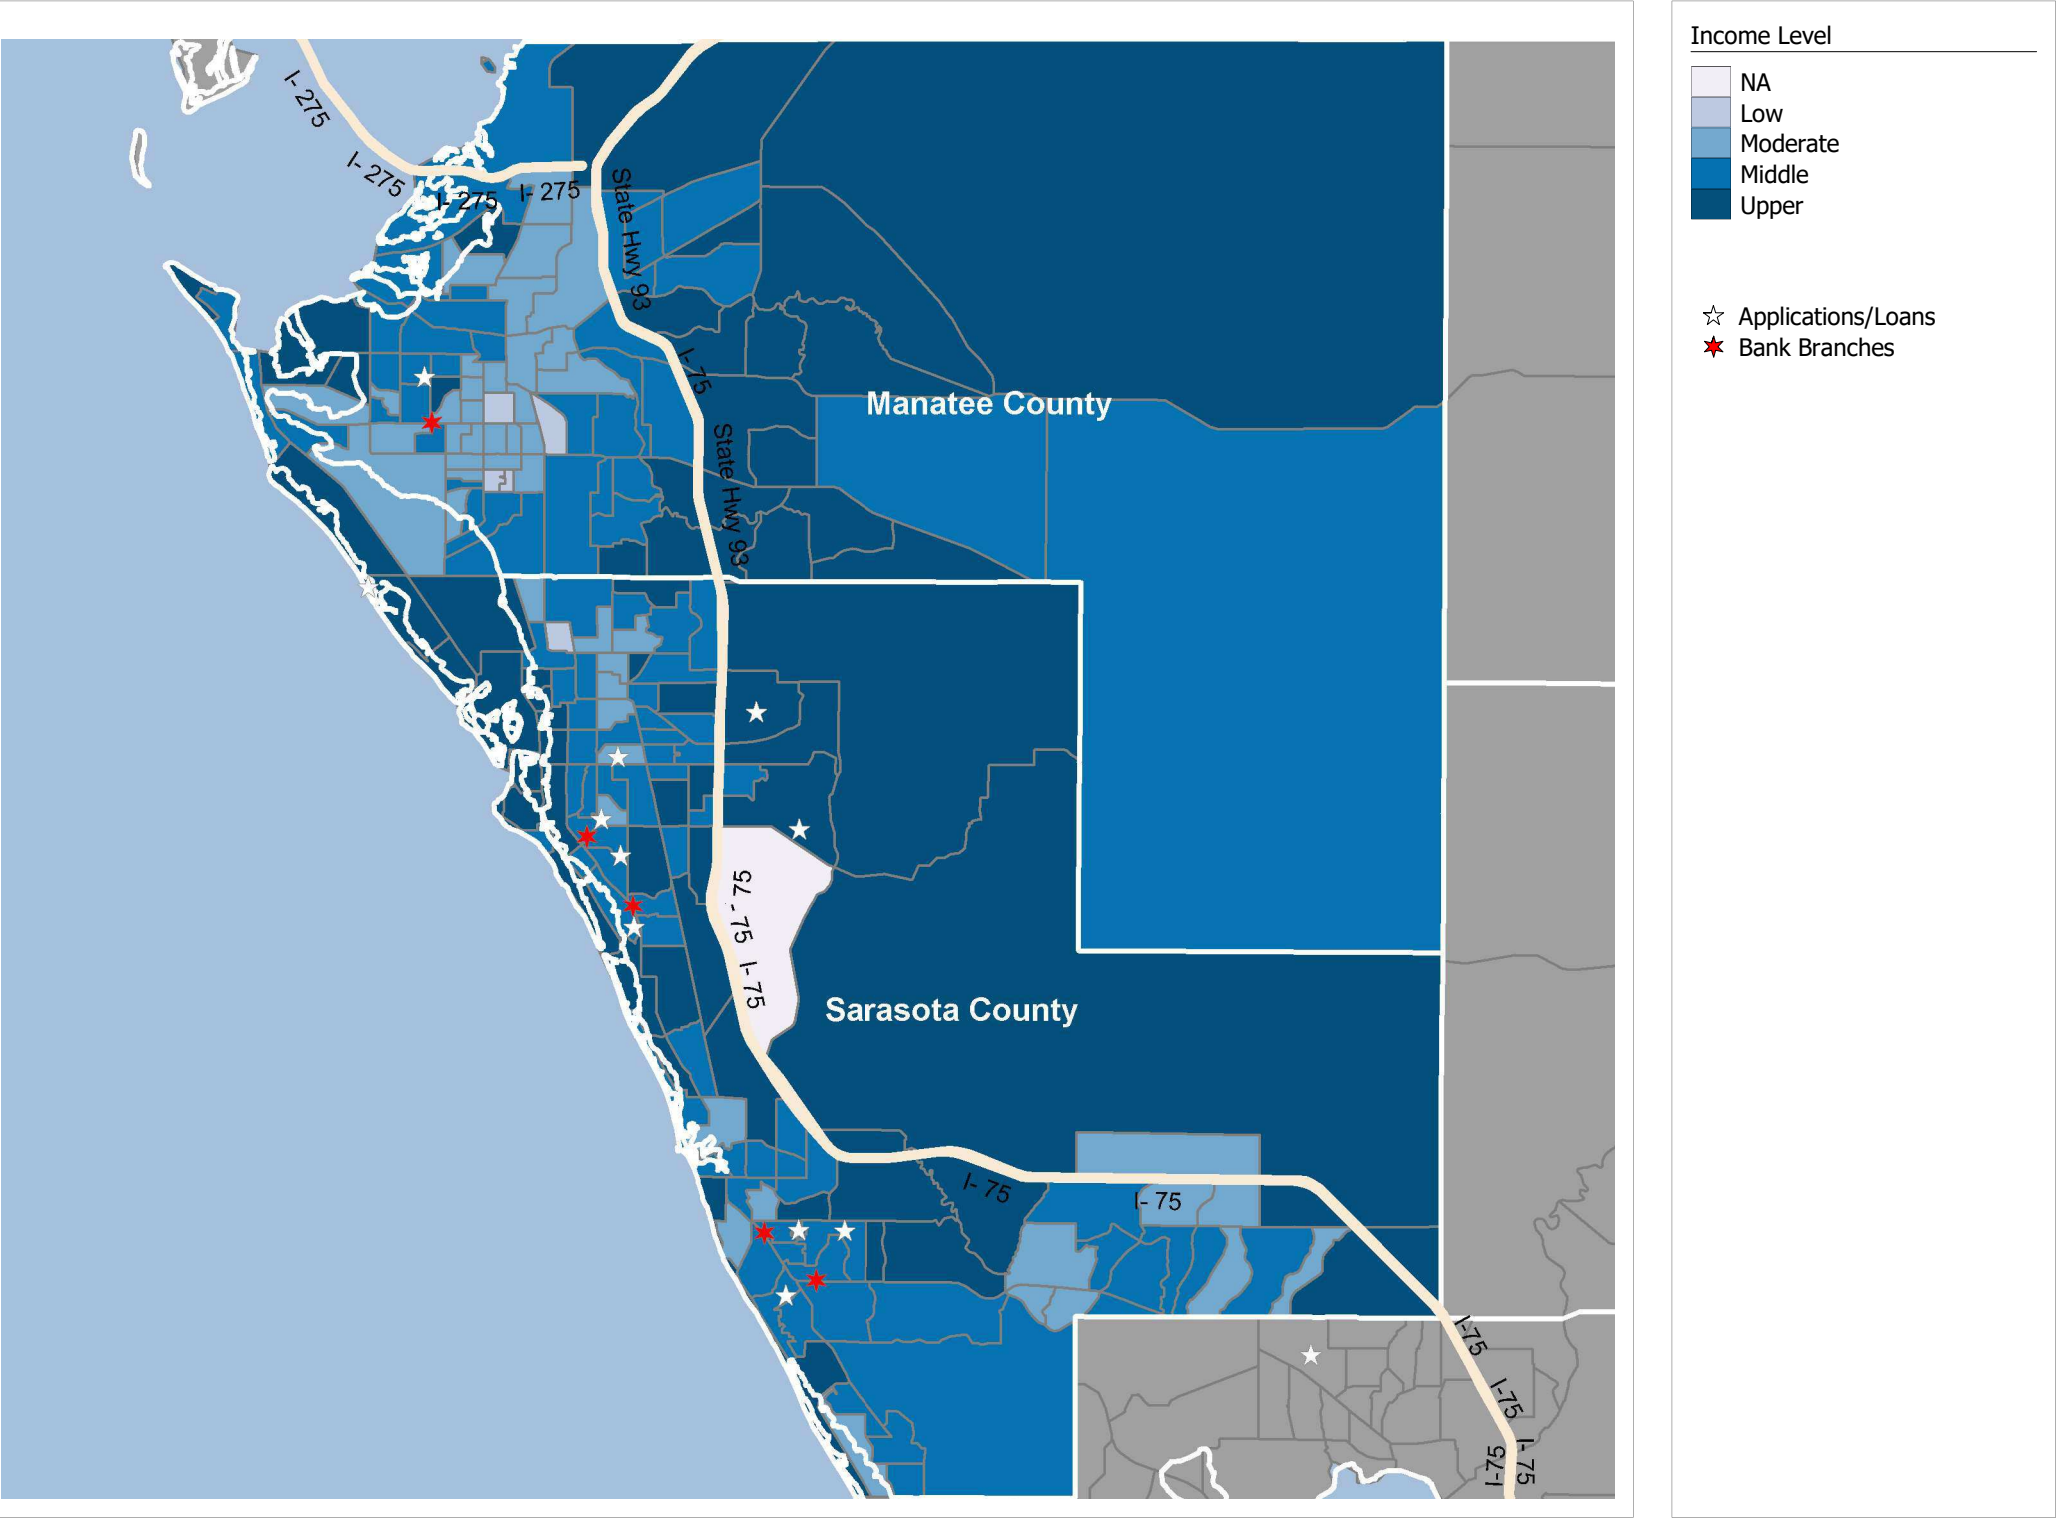 Income Level
NA
Low
Moderate
Middle
Upper
Applications/Loans
Bank Branches
I- 275
I- 275
I- 275
I- 275
State Hwy 93
I- 75
Manatee County
State Hwy 93
75
- 75
I- 75
Sarasota County
I- 75
I- 75
I-75
I-75
I-75
I- 75